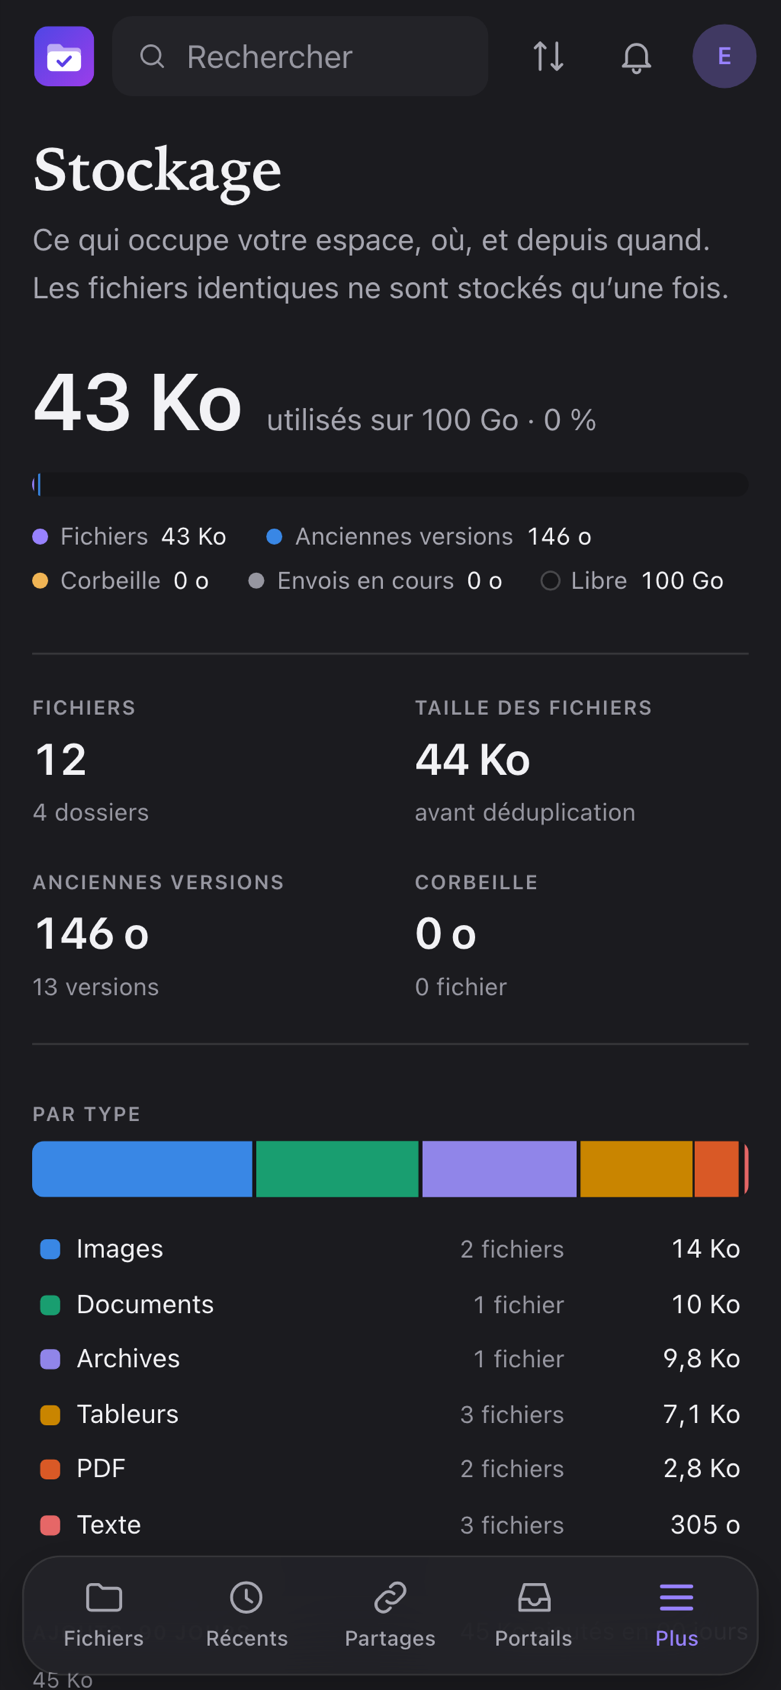 Rechercher
E
Stockage
Ce qui occupe votre espace, où, et depuis quand.
Les fichiers identiques ne sont stockés qu’une fois.
43 Ko utilisés sur 100 Go · 0 %
Fichiers 43 Ko Anciennes versions 146 o
Corbeille 0 o Envois en cours 0 o Libre 100 Go
FICHIERS
12
4 dossiers
TAILLE DES FICHIERS
44 Ko
avant déduplication
ANCIENNES VERSIONS
146 o
13 versions
CORBEILLE
0 o
0 fichier
PAR TYPE
Images 2 fichiers 14 Ko
Documents 1 fichier 10 Ko
Archives 1 fichier 9,8 Ko
Tableurs 3 fichiers 7,1 Ko
PDF 2 fichiers 2,8 Ko
Texte 3 fichiers 305 o
Fichiers Récents Partages Portails Plus
45 Ko